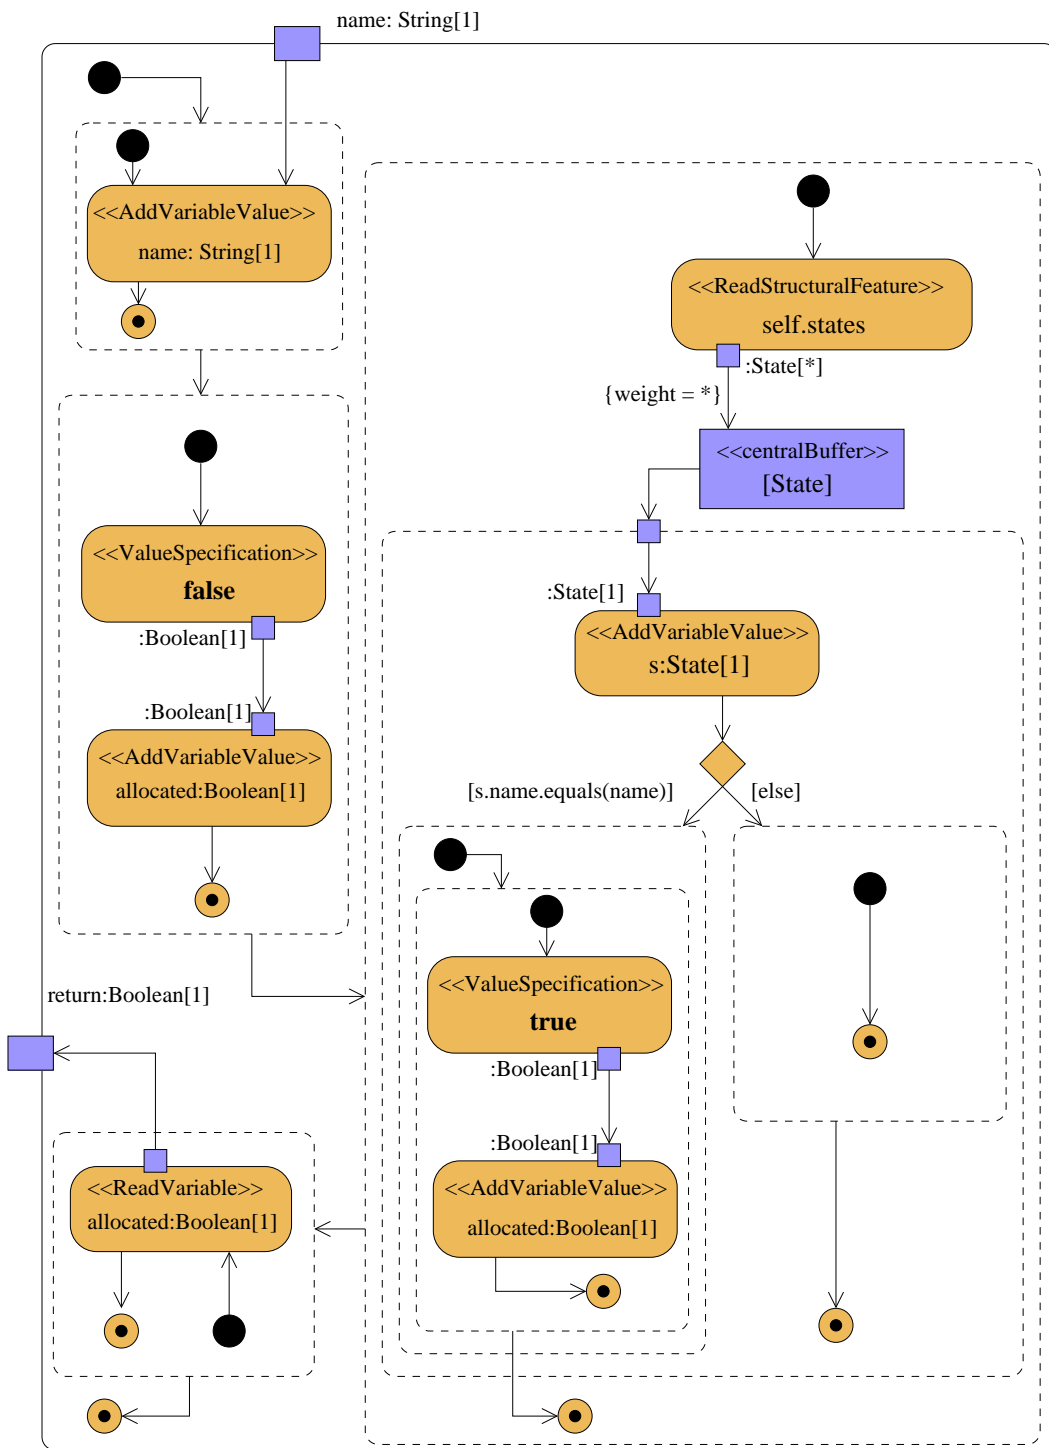 name: String[1]
<<AddVariableValue>>
name: String[1]
<<ReadStructuralFeature>>
self.states
:State[*]
{weight = *}
<<centralBuffer>>
[State]
<<ValueSpecification>>
false
:Boolean[1]
:Boolean[1]
<<AddVariableValue>>
allocated:Boolean[1]
:State[1]
<<AddVariableValue>>
s:State[1]
[s.name.equals(name)]
[else]
<<ValueSpecification>>
true
:Boolean[1]
:Boolean[1]
<<AddVariableValue>>
allocated:Boolean[1]
return:Boolean[1]
<<ReadVariable>>
allocated:Boolean[1]